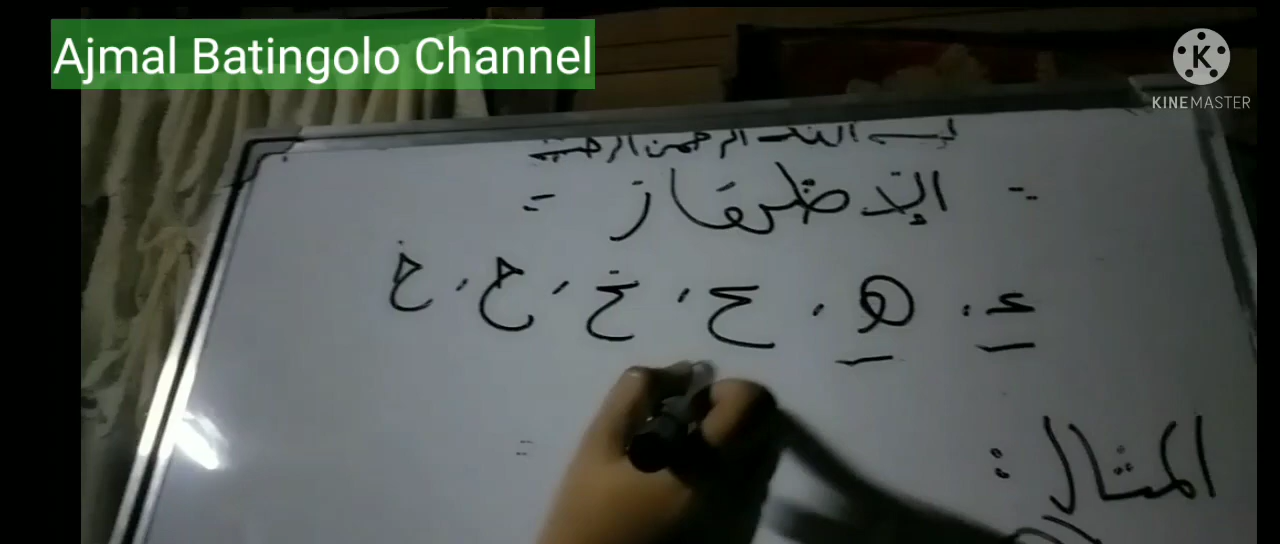 Ajmal Batingolo Channel
KINEMASTER
بسم الله الرحمن الرحيم
- الإظهار =
ء . هـ . ع ، غ ، ح ، خ
المثال :